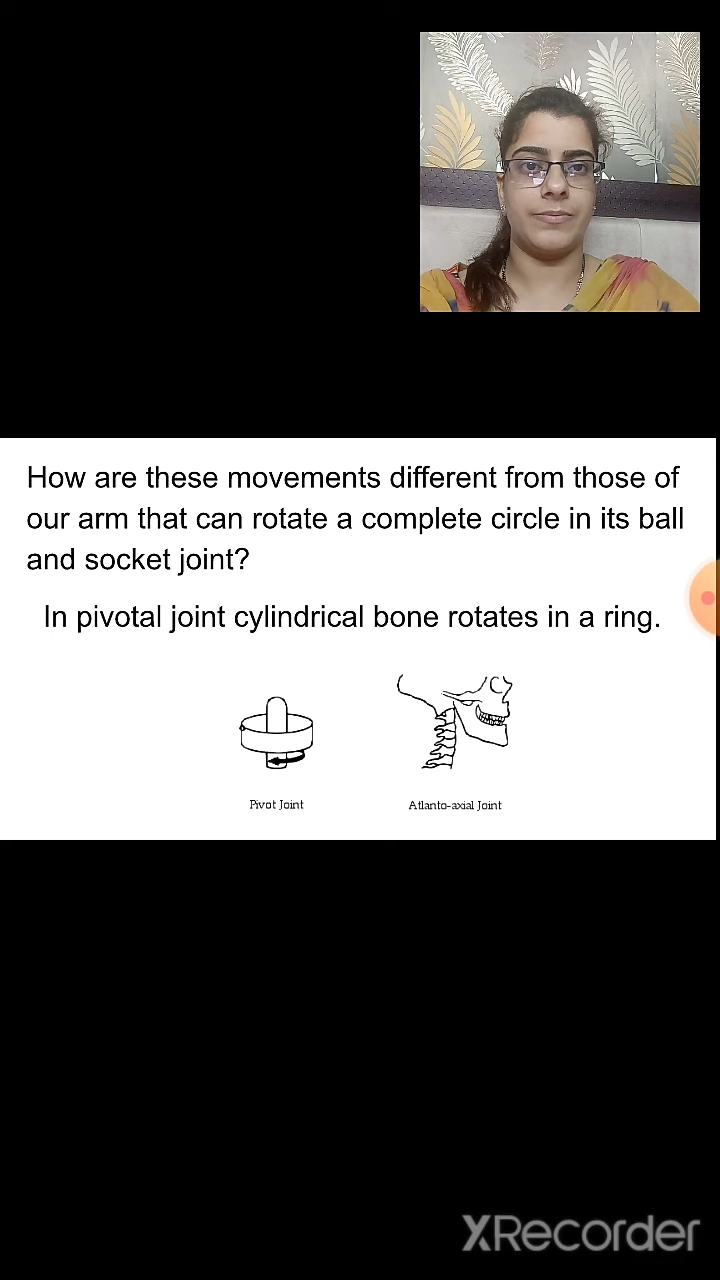 How are these movements different from those of
our arm that can rotate a complete circle in its ball
and socket joint?
In pivotal joint cylindrical bone rotates in a ring.
Pivot Joint
Atlanto-axial Joint
XRecorder